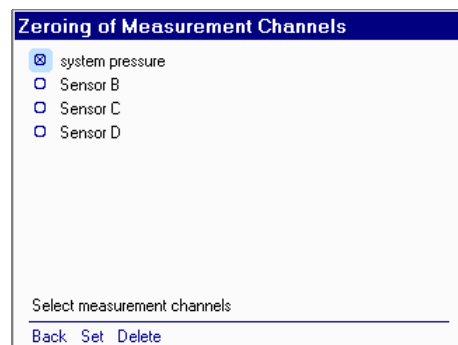 Zeroing of Measurement Channels
system pressure
Sensor B
Sensor C
Sensor D
Select measurement channels
Back Set Delete